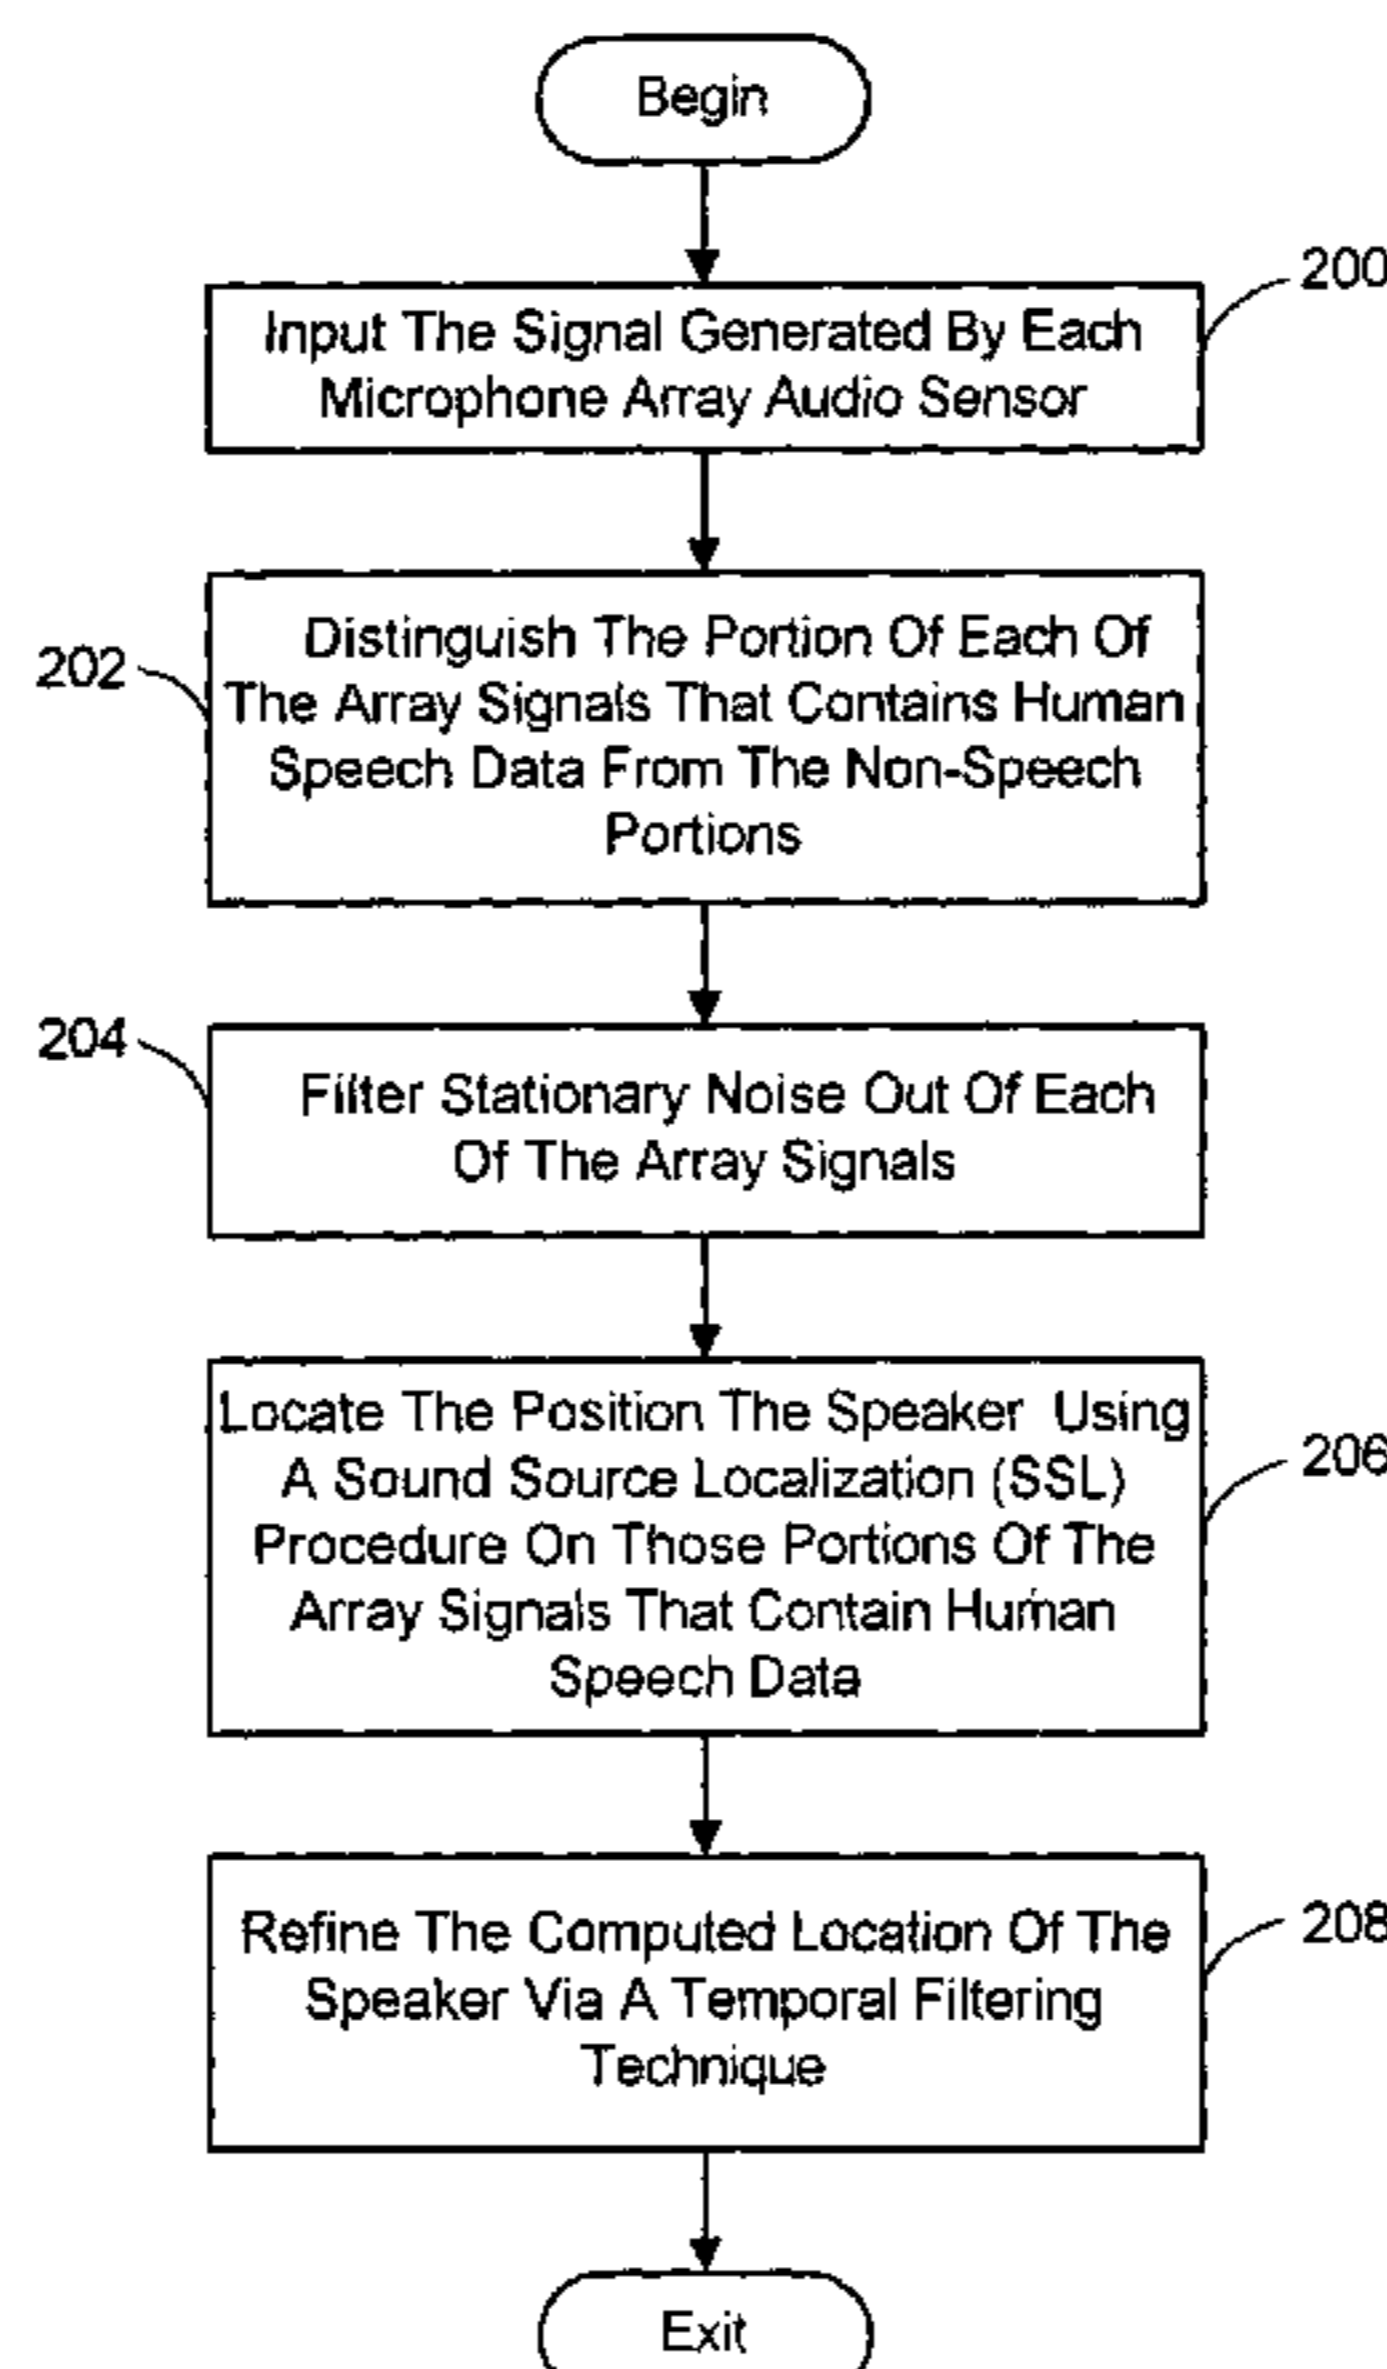 Begin
200
Input The Signal Generated By Each
Microphone Array Audio Sensor
202
Distinguish The Portion Of Each Of
The Array Signals That Contains Human
Speech Data From The Non-Speech
Portions
204
Filter Stationary Noise Out Of Each
Of The Array Signals
206
Locate The Position The Speaker Using
A Sound Source Localization (SSL)
Procedure On Those Portions Of The
Array Signals That Contain Human
Speech Data
208
Refine The Computed Location Of The
Speaker Via A Temporal Filtering
Technique
Exit